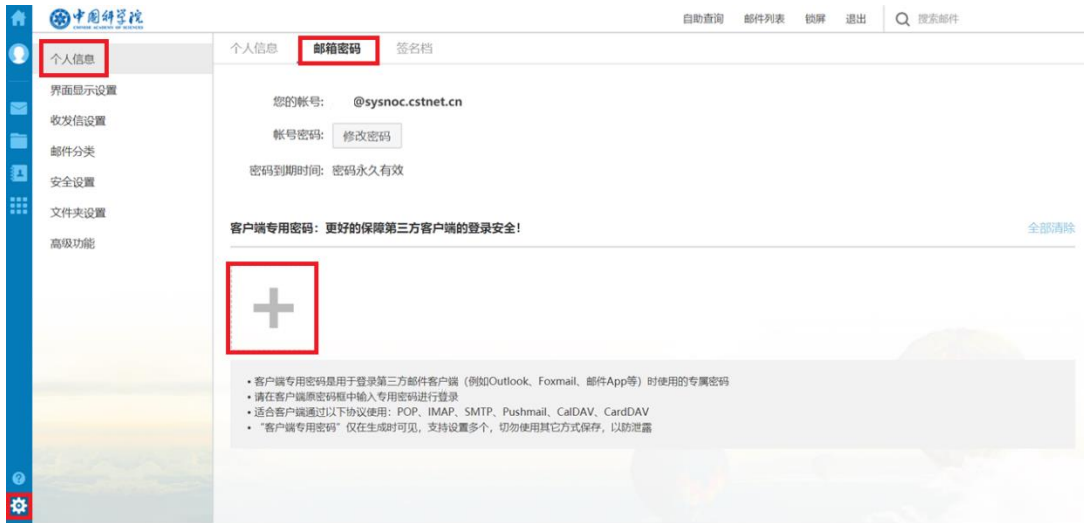 中国科学院
CHINESE ACADEMY OF SCIENCES
自助查询 邮件列表 锁屏 退出 搜索邮件
个人信息
界面显示设置
收发信设置
邮件分类
安全设置
文件夹设置
高级功能
个人信息 邮箱密码 签名档
您的帐号: @sysnoc.cstnet.cn
帐号密码: 修改密码
密码到期时间: 密码永久有效
客户端专用密码：更好的保障第三方客户端的登录安全！ 全部清除
• 客户端专用密码是用于登录第三方邮件客户端（例如Outlook、Foxmail、邮件App等）时使用的专属密码
• 请在客户端原密码框中输入专用密码进行登录
• 适合客户端通过以下协议使用：POP、IMAP、SMTP、Pushmail、CalDAV、CardDAV
• “客户端专用密码”仅在生成时可见，支持设置多个，切勿使用其它方式保存，以防泄露